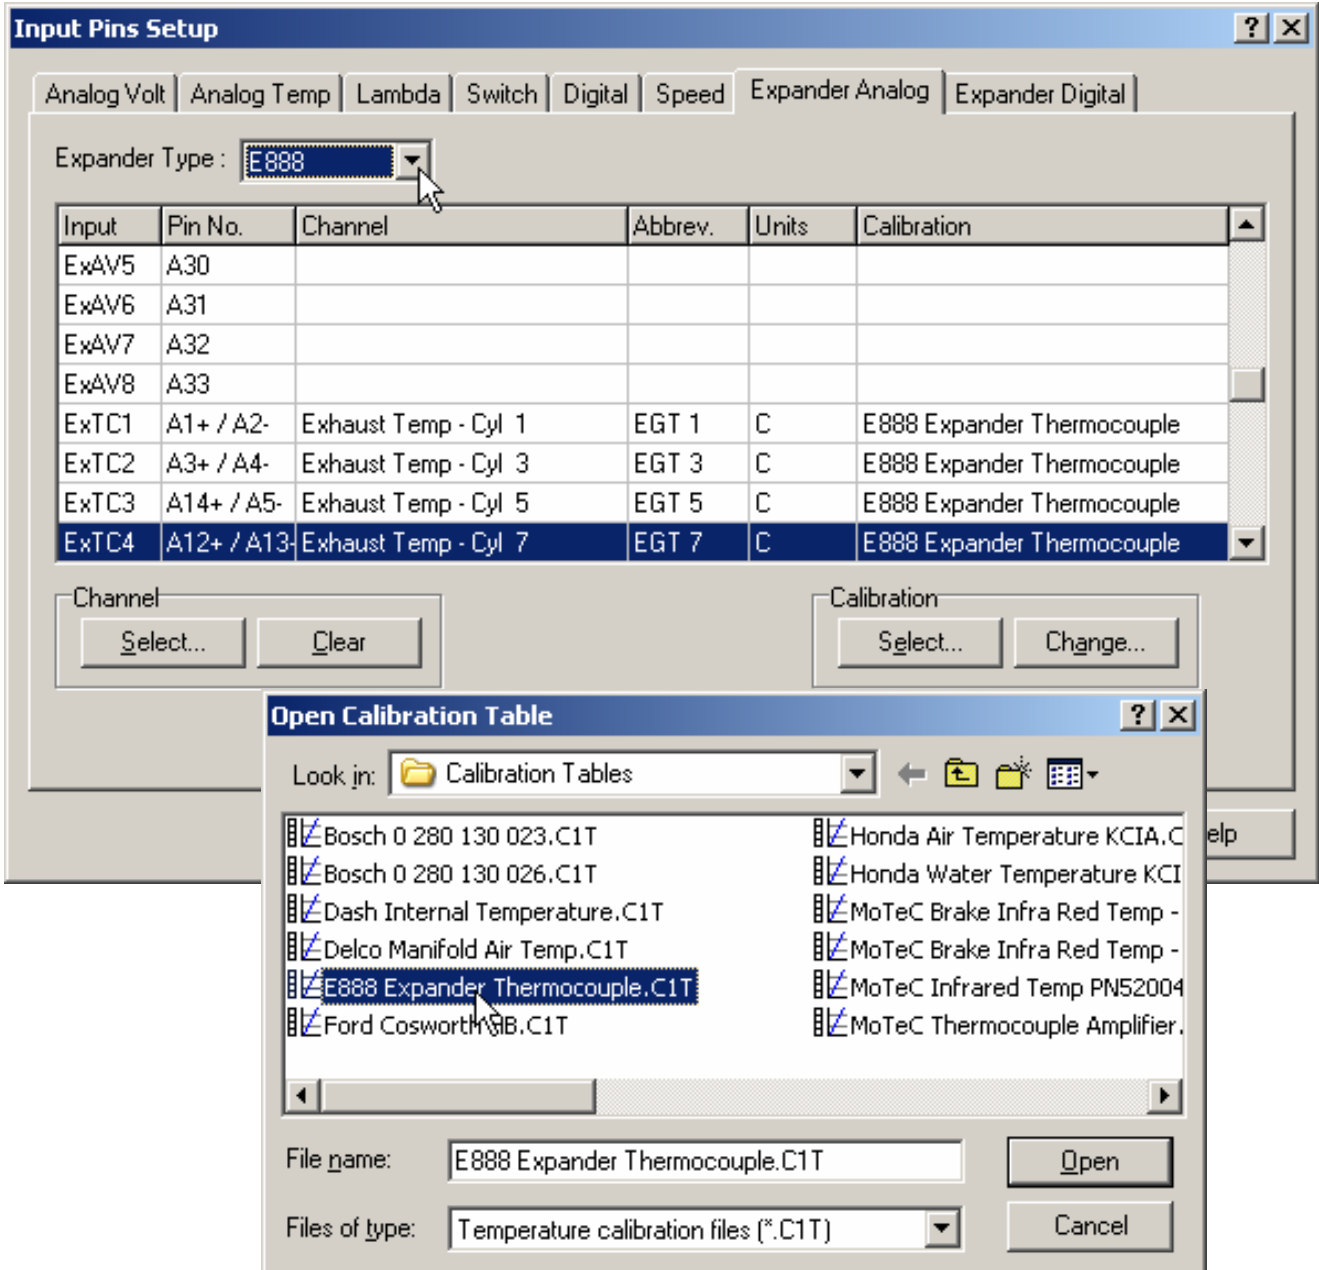 Input Pins Setup
Analog Volt Analog Temp Lambda Switch Digital Speed Expander Analog Expander Digital
Expander Type : E888
Input Pin No. Channel Abbrev. Units Calibration
ExAV5 A30
ExAV6 A31
ExAV7 A32
ExAV8 A33
ExTC1 A1+ / A2- Exhaust Temp - Cyl 1 EGT 1 C E888 Expander Thermocouple
ExTC2 A3+ / A4- Exhaust Temp - Cyl 3 EGT 3 C E888 Expander Thermocouple
ExTC3 A14+ / A5- Exhaust Temp - Cyl 5 EGT 5 C E888 Expander Thermocouple
ExTC4 A12+ / A13- Exhaust Temp - Cyl 7 EGT 7 C E888 Expander Thermocouple
Channel Calibration
Select... Clear Select... Change...
Open Calibration Table
Look in: Calibration Tables
Bosch 0 280 130 023.C1T Honda Air Temperature KCIA.C
elp
Bosch 0 280 130 026.C1T Honda Water Temperature KCI
Dash Internal Temperature.C1T MoTeC Brake Infra Red Temp -
Delco Manifold Air Temp.C1T MoTeC Brake Infra Red Temp -
E888 Expander Thermocouple.C1T MoTeC Infrared Temp PN52004
Ford Cosworth B.C1T MoTeC Thermocouple Amplifier.
File name: E888 Expander Thermocouple.C1T Open
Files of type: Temperature calibration files (*.C1T) Cancel